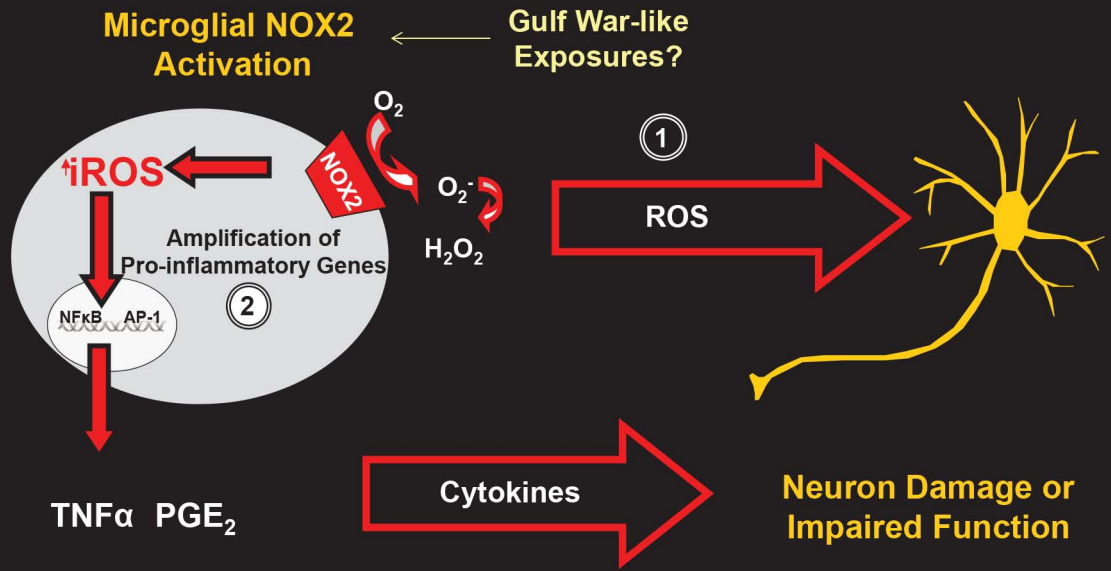 Microglial NOX2
Activation
Gulf War-like
Exposures?
O₂
1
↑iROS
NOX2
O₂⁻
ROS
H₂O₂
Amplification of
Pro-inflammatory Genes
2
NFκB AP-1
Cytokines
TNFα PGE₂
Neuron Damage or
Impaired Function